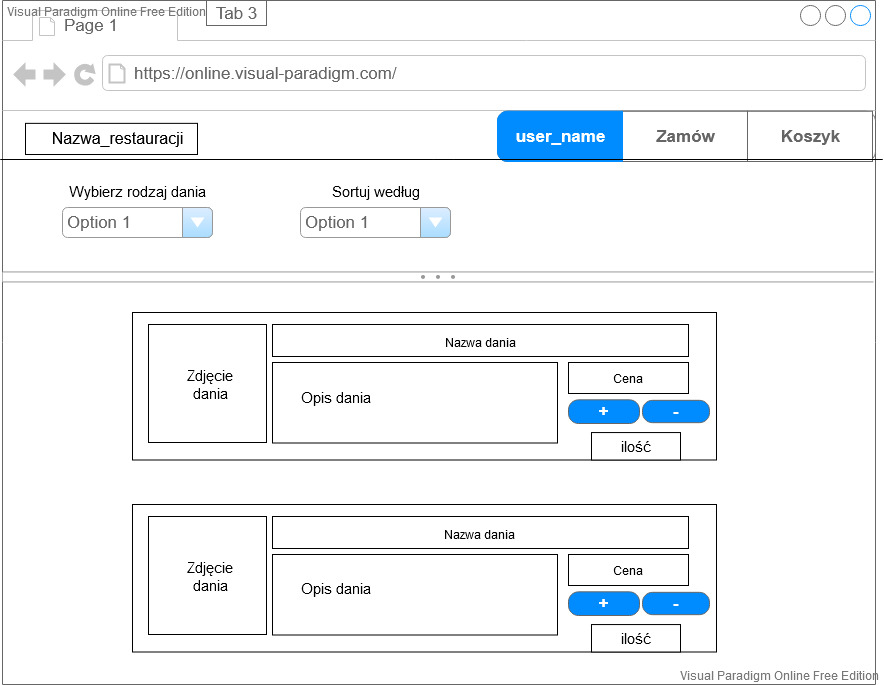 Visual Paradigm Online Free Edition
Tab 3
Page 1
https://online.visual-paradigm.com/
Nazwa_restauracji
user_name
Zamów
Koszyk
Wybierz rodzaj dania
Sortuj według
Option 1
Option 1
Nazwa dania
Zdjęcie
dania
Opis dania
Cena
+
-
ilość
Nazwa dania
Zdjęcie
dania
Opis dania
Cena
+
-
ilość
Visual Paradigm Online Free Edition